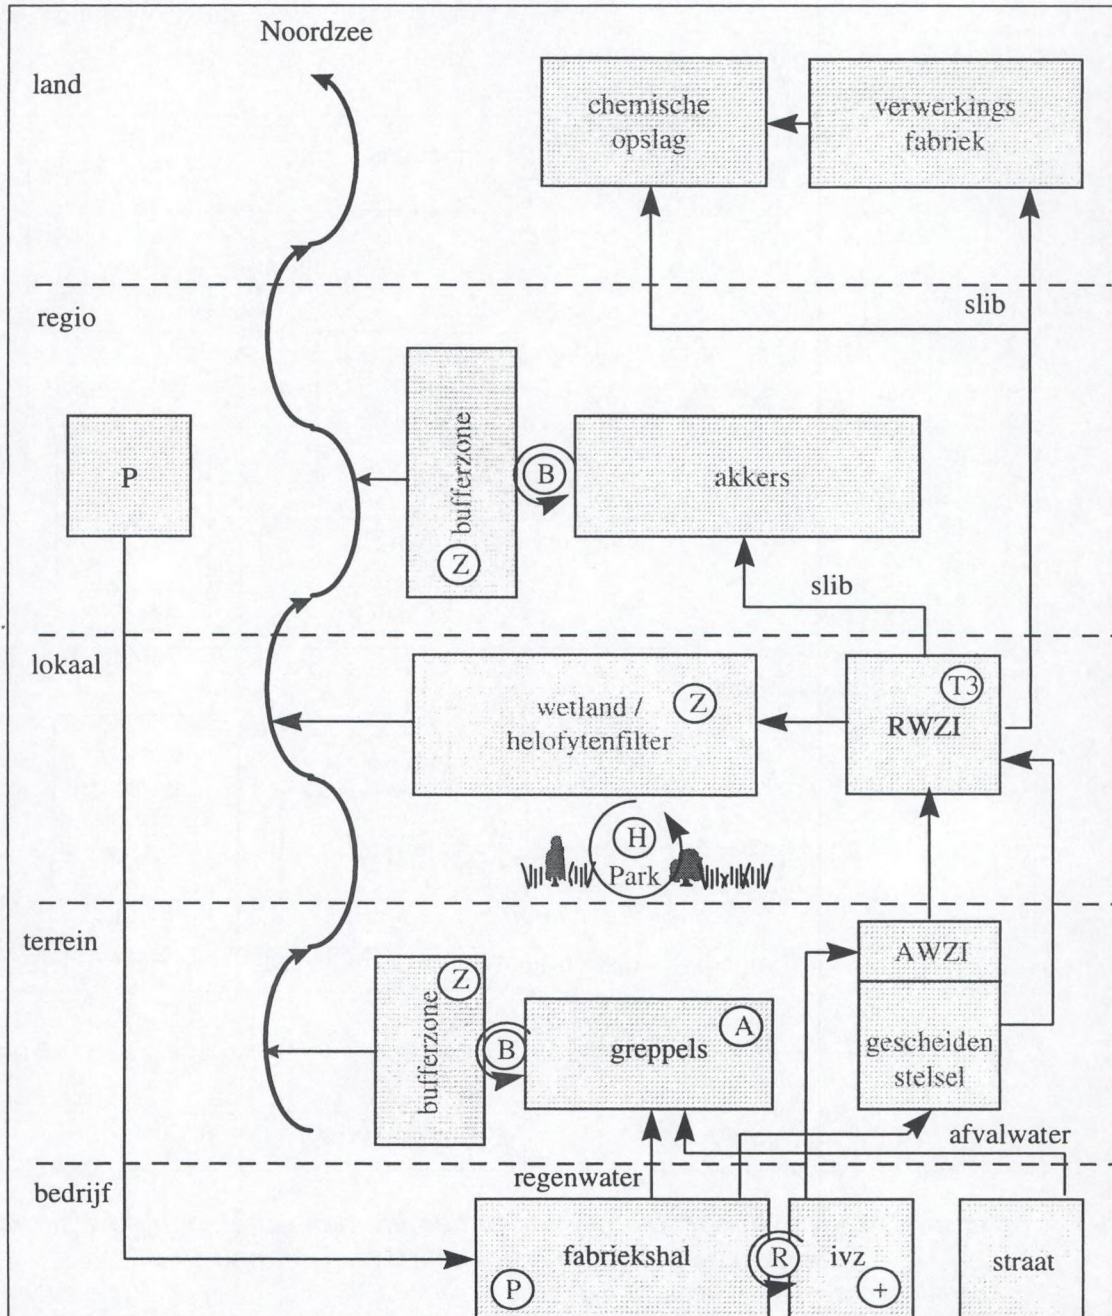 Noordzee
land
chemische
opslag
verwerkings
fabriek
slib
regio
P
bufferzone
Z
B
akkers
slib
lokaal
wetland /
helofytenfilter
Z
T3
RWZI
H
Park
terrein
AWZI
bufferzone
Z
B
greppels
A
gescheiden
stelsel
afvalwater
regenwater
bedrijf
fabriekshal
P
R
ivz
+
straat